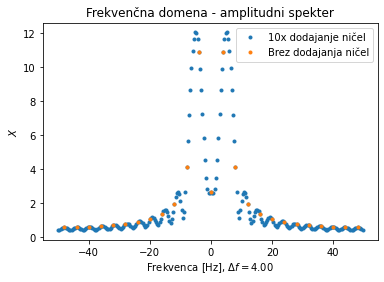 Frekvenčna domena - amplitudni spekter
10x dodajanje ničel
Brez dodajanja ničel
X
12
10
8
6
4
2
0
−40
−20
0
20
40
Frekvenca [Hz], Δf = 4.00